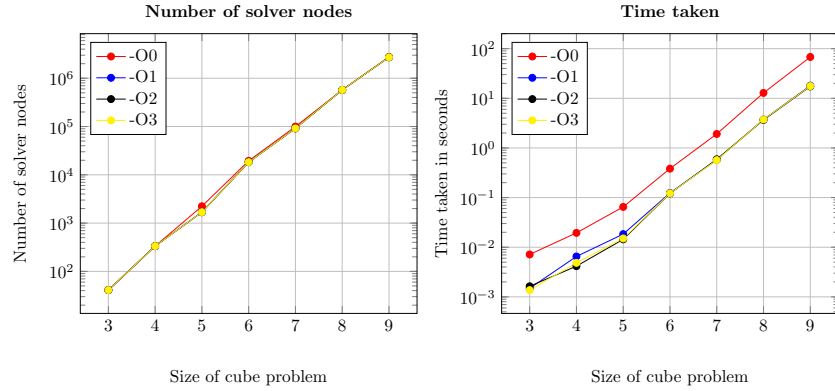 Number of solver nodes
-O0
-O1
-O2
-O3
10^6
10^5
10^4
10^3
10^2
Number of solver nodes
3 4 5 6 7 8 9
Size of cube problem
Time taken
-O0
-O1
-O2
-O3
10^2
10^1
10^0
10^−1
10^−2
10^−3
Time taken in seconds
3 4 5 6 7 8 9
Size of cube problem